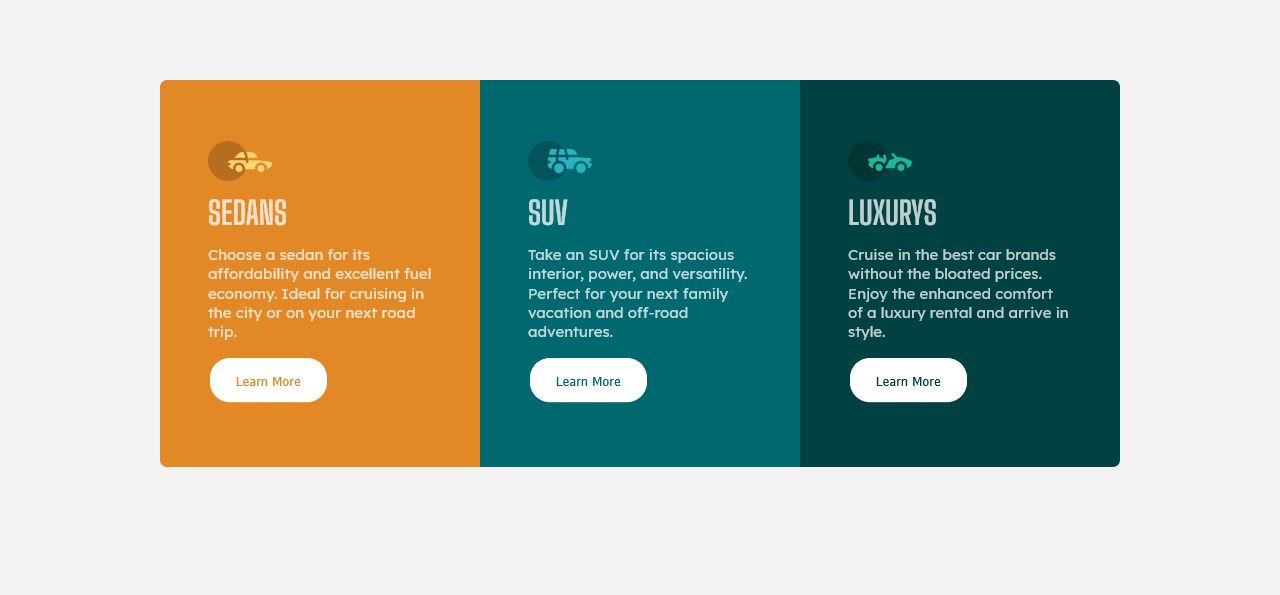 SEDANS
Choose a sedan for its
affordability and excellent fuel
economy. Ideal for cruising in
the city or on your next road
trip.
Learn More
SUV
Take an SUV for its spacious
interior, power, and versatility.
Perfect for your next family
vacation and off-road
adventures.
Learn More
LUXURYS
Cruise in the best car brands
without the bloated prices.
Enjoy the enhanced comfort
of a luxury rental and arrive in
style.
Learn More